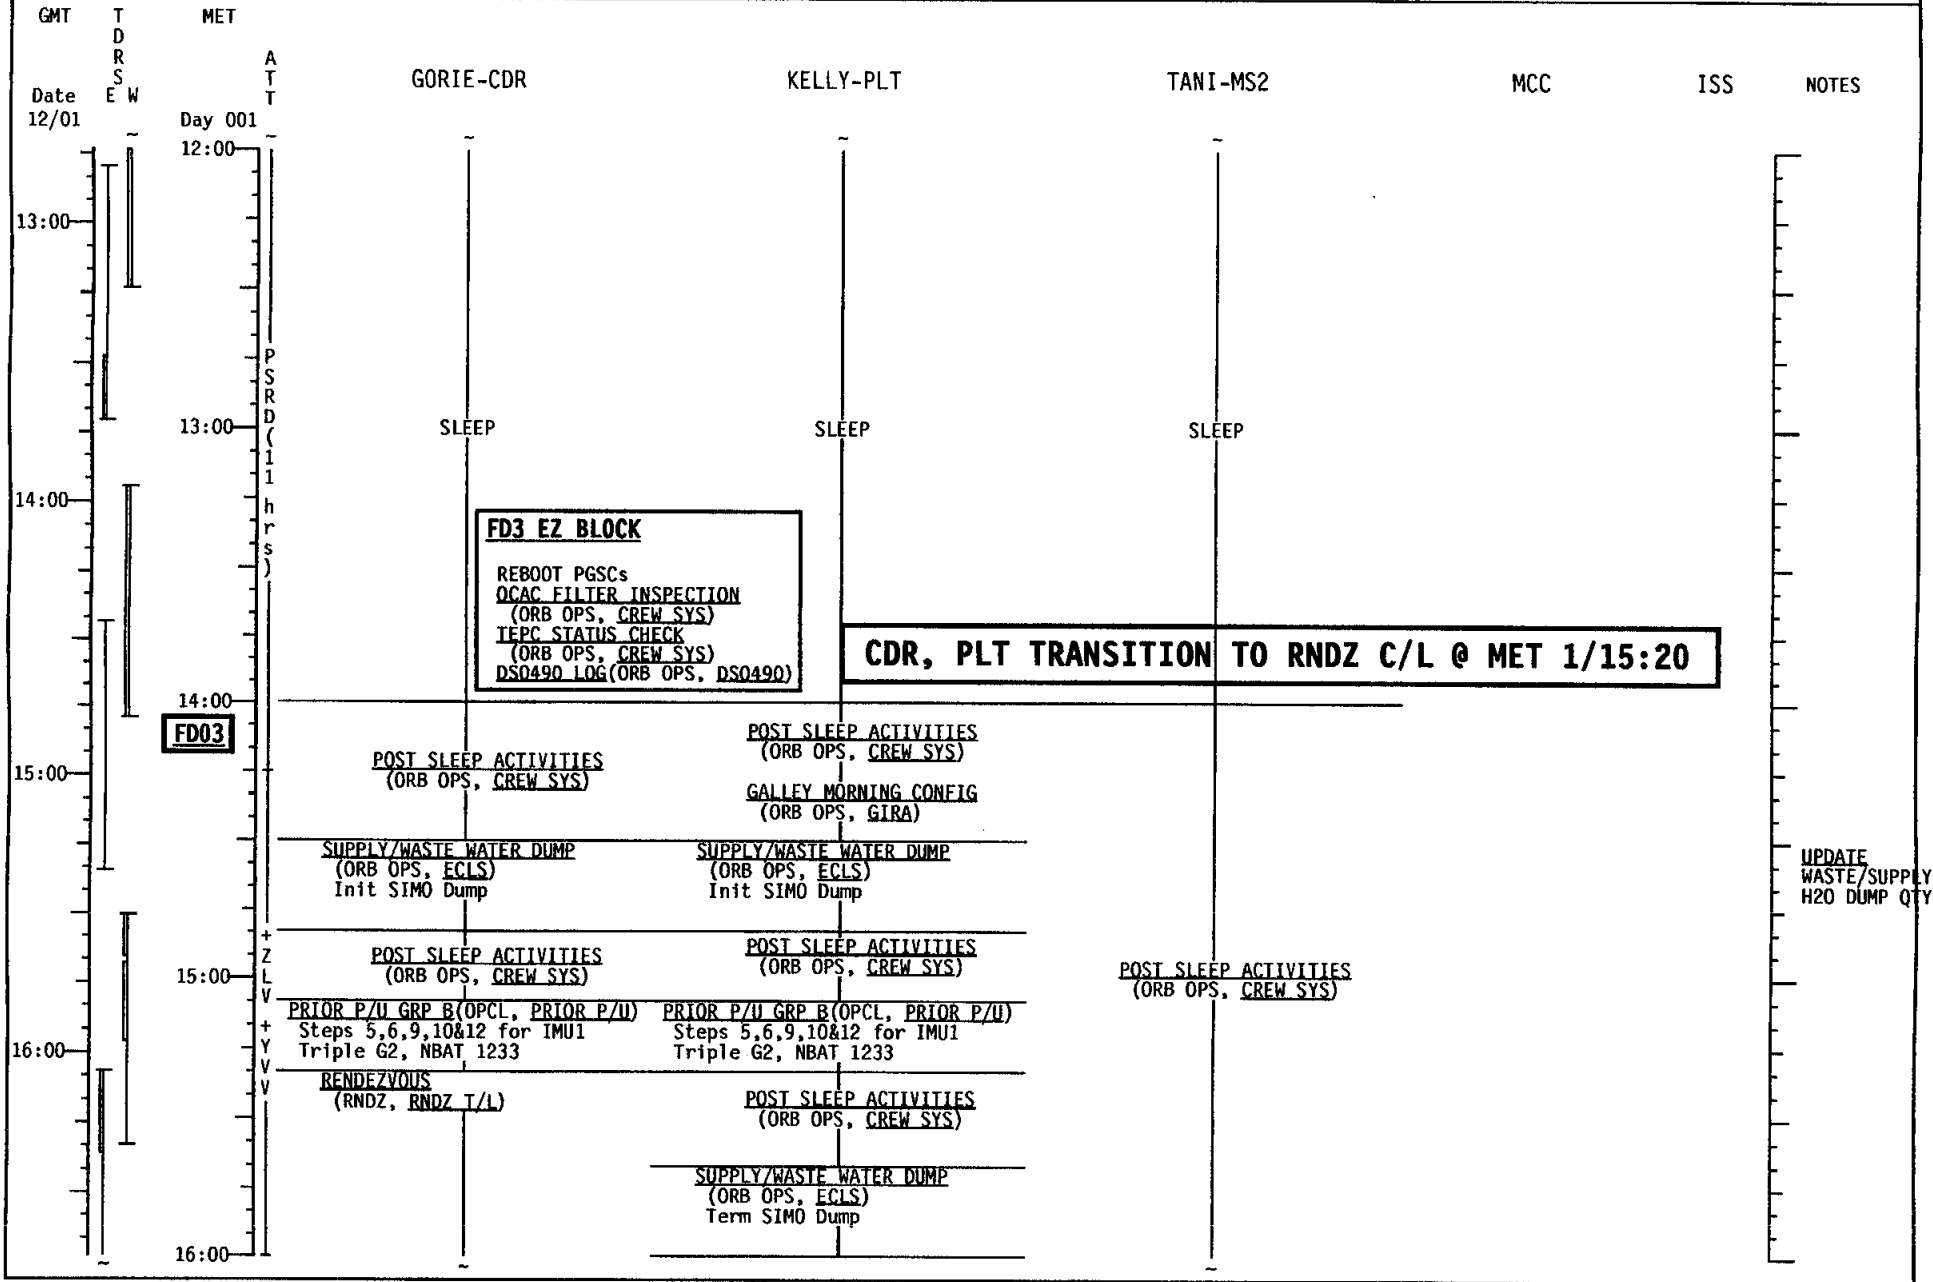 GMT
TDRS
MET
ATT
GORIE-CDR
KELLY-PLT
TANI-MS2
MCC
ISS
NOTES
Date
E W
12/01
Day 001
~
~
~
~
~
12:00
13:00
PSRD(11 hrs)
13:00
SLEEP
SLEEP
SLEEP
14:00
FD3 EZ BLOCK
REBOOT PGSCs
OCAC FILTER INSPECTION
(ORB OPS, CREW SYS)
TEPC STATUS CHECK
(ORB OPS, CREW SYS)
DSO490 LOG(ORB OPS, DSO490)
CDR, PLT TRANSITION TO RNDZ C/L @ MET 1/15:20
14:00
FD03
15:00
POST SLEEP ACTIVITIES
(ORB OPS, CREW SYS)
POST SLEEP ACTIVITIES
(ORB OPS, CREW SYS)
GALLEY MORNING CONFIG
(ORB OPS, GIRA)
SUPPLY/WASTE WATER DUMP
(ORB OPS, ECLS)
Init SIMO Dump
SUPPLY/WASTE WATER DUMP
(ORB OPS, ECLS)
Init SIMO Dump
UPDATE
WASTE/SUPPLY
H2O DUMP QTY
+ZLV
+YVV
15:00
POST SLEEP ACTIVITIES
(ORB OPS, CREW SYS)
POST SLEEP ACTIVITIES
(ORB OPS, CREW SYS)
POST SLEEP ACTIVITIES
(ORB OPS, CREW SYS)
16:00
PRIOR P/U GRP B(OPCL, PRIOR P/U)
Steps 5,6,9,10&12 for IMU1
Triple G2, NBAT 1233
PRIOR P/U GRP B(OPCL, PRIOR P/U)
Steps 5,6,9,10&12 for IMU1
Triple G2, NBAT 1233
RENDEZVOUS
(RNDZ, RNDZ T/L)
POST SLEEP ACTIVITIES
(ORB OPS, CREW SYS)
SUPPLY/WASTE WATER DUMP
(ORB OPS, ECLS)
Term SIMO Dump
16:00
~
~
~